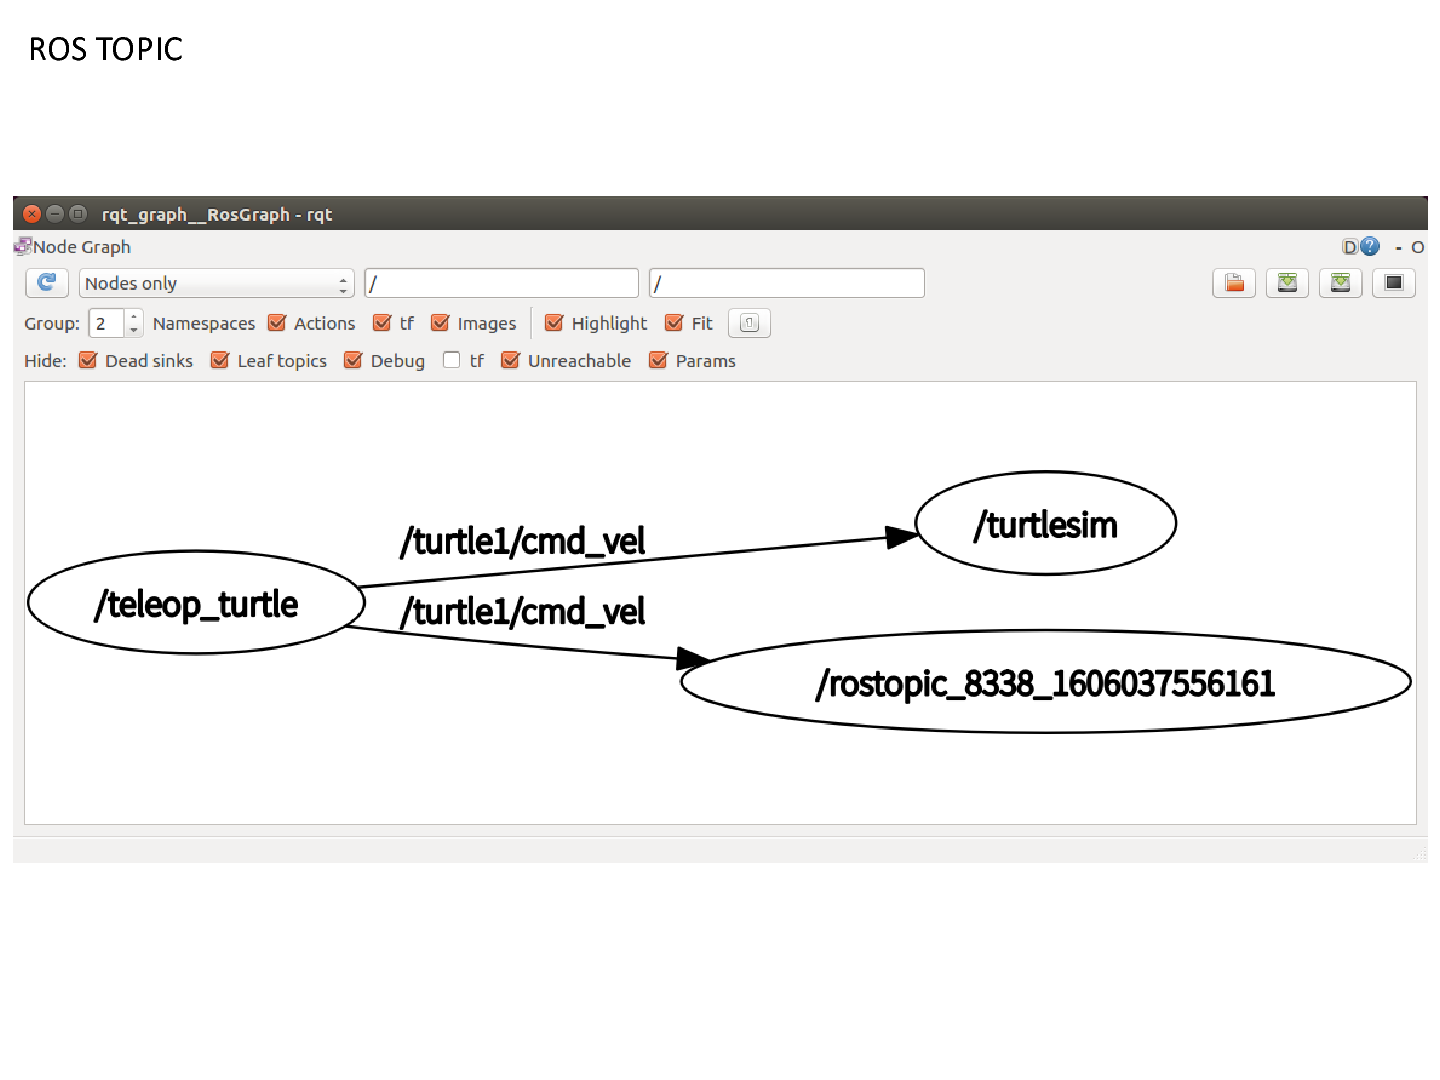 ROS TOPIC
rqt_graph__RosGraph - rqt
Node Graph D ? - O
Nodes only / /
Group: 2 Namespaces Actions tf Images Highlight Fit
Hide: Dead sinks Leaf topics Debug tf Unreachable Params
/turtlesim
/turtle1/cmd_vel
/teleop_turtle
/turtle1/cmd_vel
/rostopic_8338_1606037556161